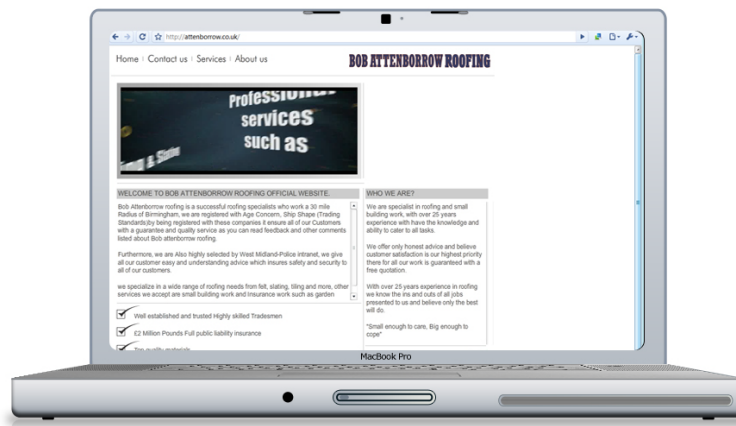 http://attenborrow.co.uk/
Home | Contact us | Services | About us
BOB ATTENBORROW ROOFING
Professional
services
such as
WELCOME TO BOB ATTENBORROW ROOFING OFFICIAL WEBSITE.
Bob Attenborrow roofing is a successful roofing specialists who work a 30 mile
Radius of Birmingham, we are registered with Age Concern, Ship Shape (Trading
Standards)by being registered with these companies it ensure all of our Customers
with a guarantee and quality service as you can read feedback and other comments
listed about Bob attenborrow roofing.
Furthermore, we are Also highly selected by West Midland-Police intranet, we give
all our customer easy and understanding advice which insures safety and security to
all of our customers.
we specialize in a wide range of roofing needs from felt, slating, tiling and more, other
services we accept are small building work and Insurance work such as garden
Well established and trusted Highly skilled Tradesmen
£2 Million Pounds Full public liability insurance
quality materials
WHO WE ARE?
We are specialist in roofing and small
building work, with over 25 years
experience with have the knowledge and
ability to cater to all tasks.
We offer only honest advice and believe
customer satisfaction is our highest priority
there for all our work is guaranteed with a
free quotation.
With over 25 years experience in roofing
we know the ins and outs of all jobs
presented to us and believe only the best
will do.
"Small enough to care, Big enough to
cope"
MacBook Pro